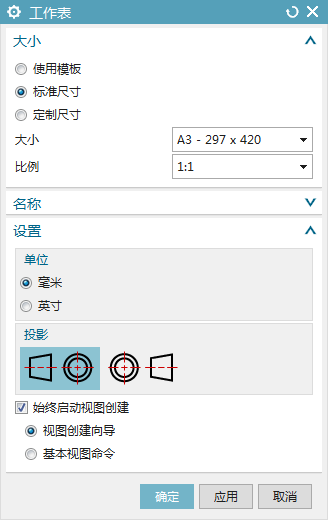 工作表
大小
使用模板
标准尺寸
定制尺寸
大小 A3 - 297 x 420
比例 1:1
名称
设置
单位
毫米
英寸
投影
始终启动视图创建
视图创建向导
基本视图命令
确定 应用 取消